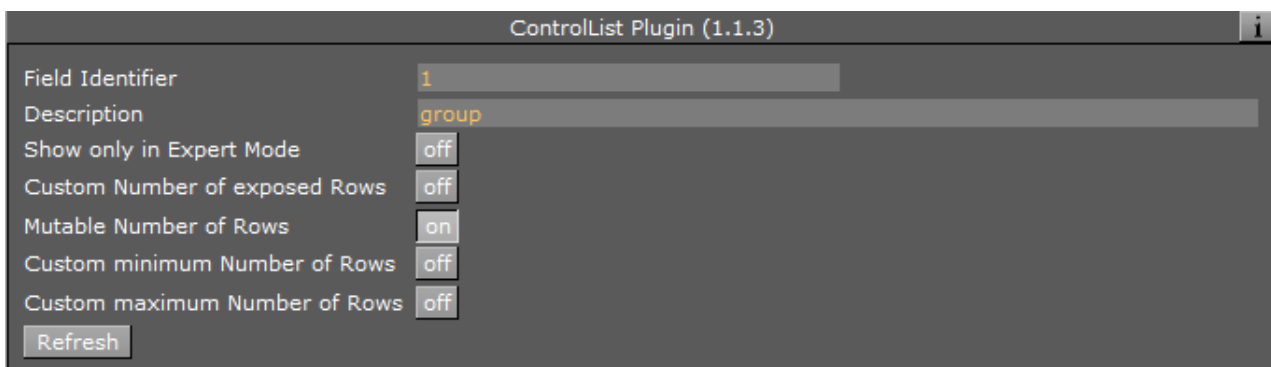 ControlList Plugin (1.1.3) i
Field Identifier 1
Description group
Show only in Expert Mode off
Custom Number of exposed Rows off
Mutable Number of Rows on
Custom minimum Number of Rows off
Custom maximum Number of Rows off
Refresh